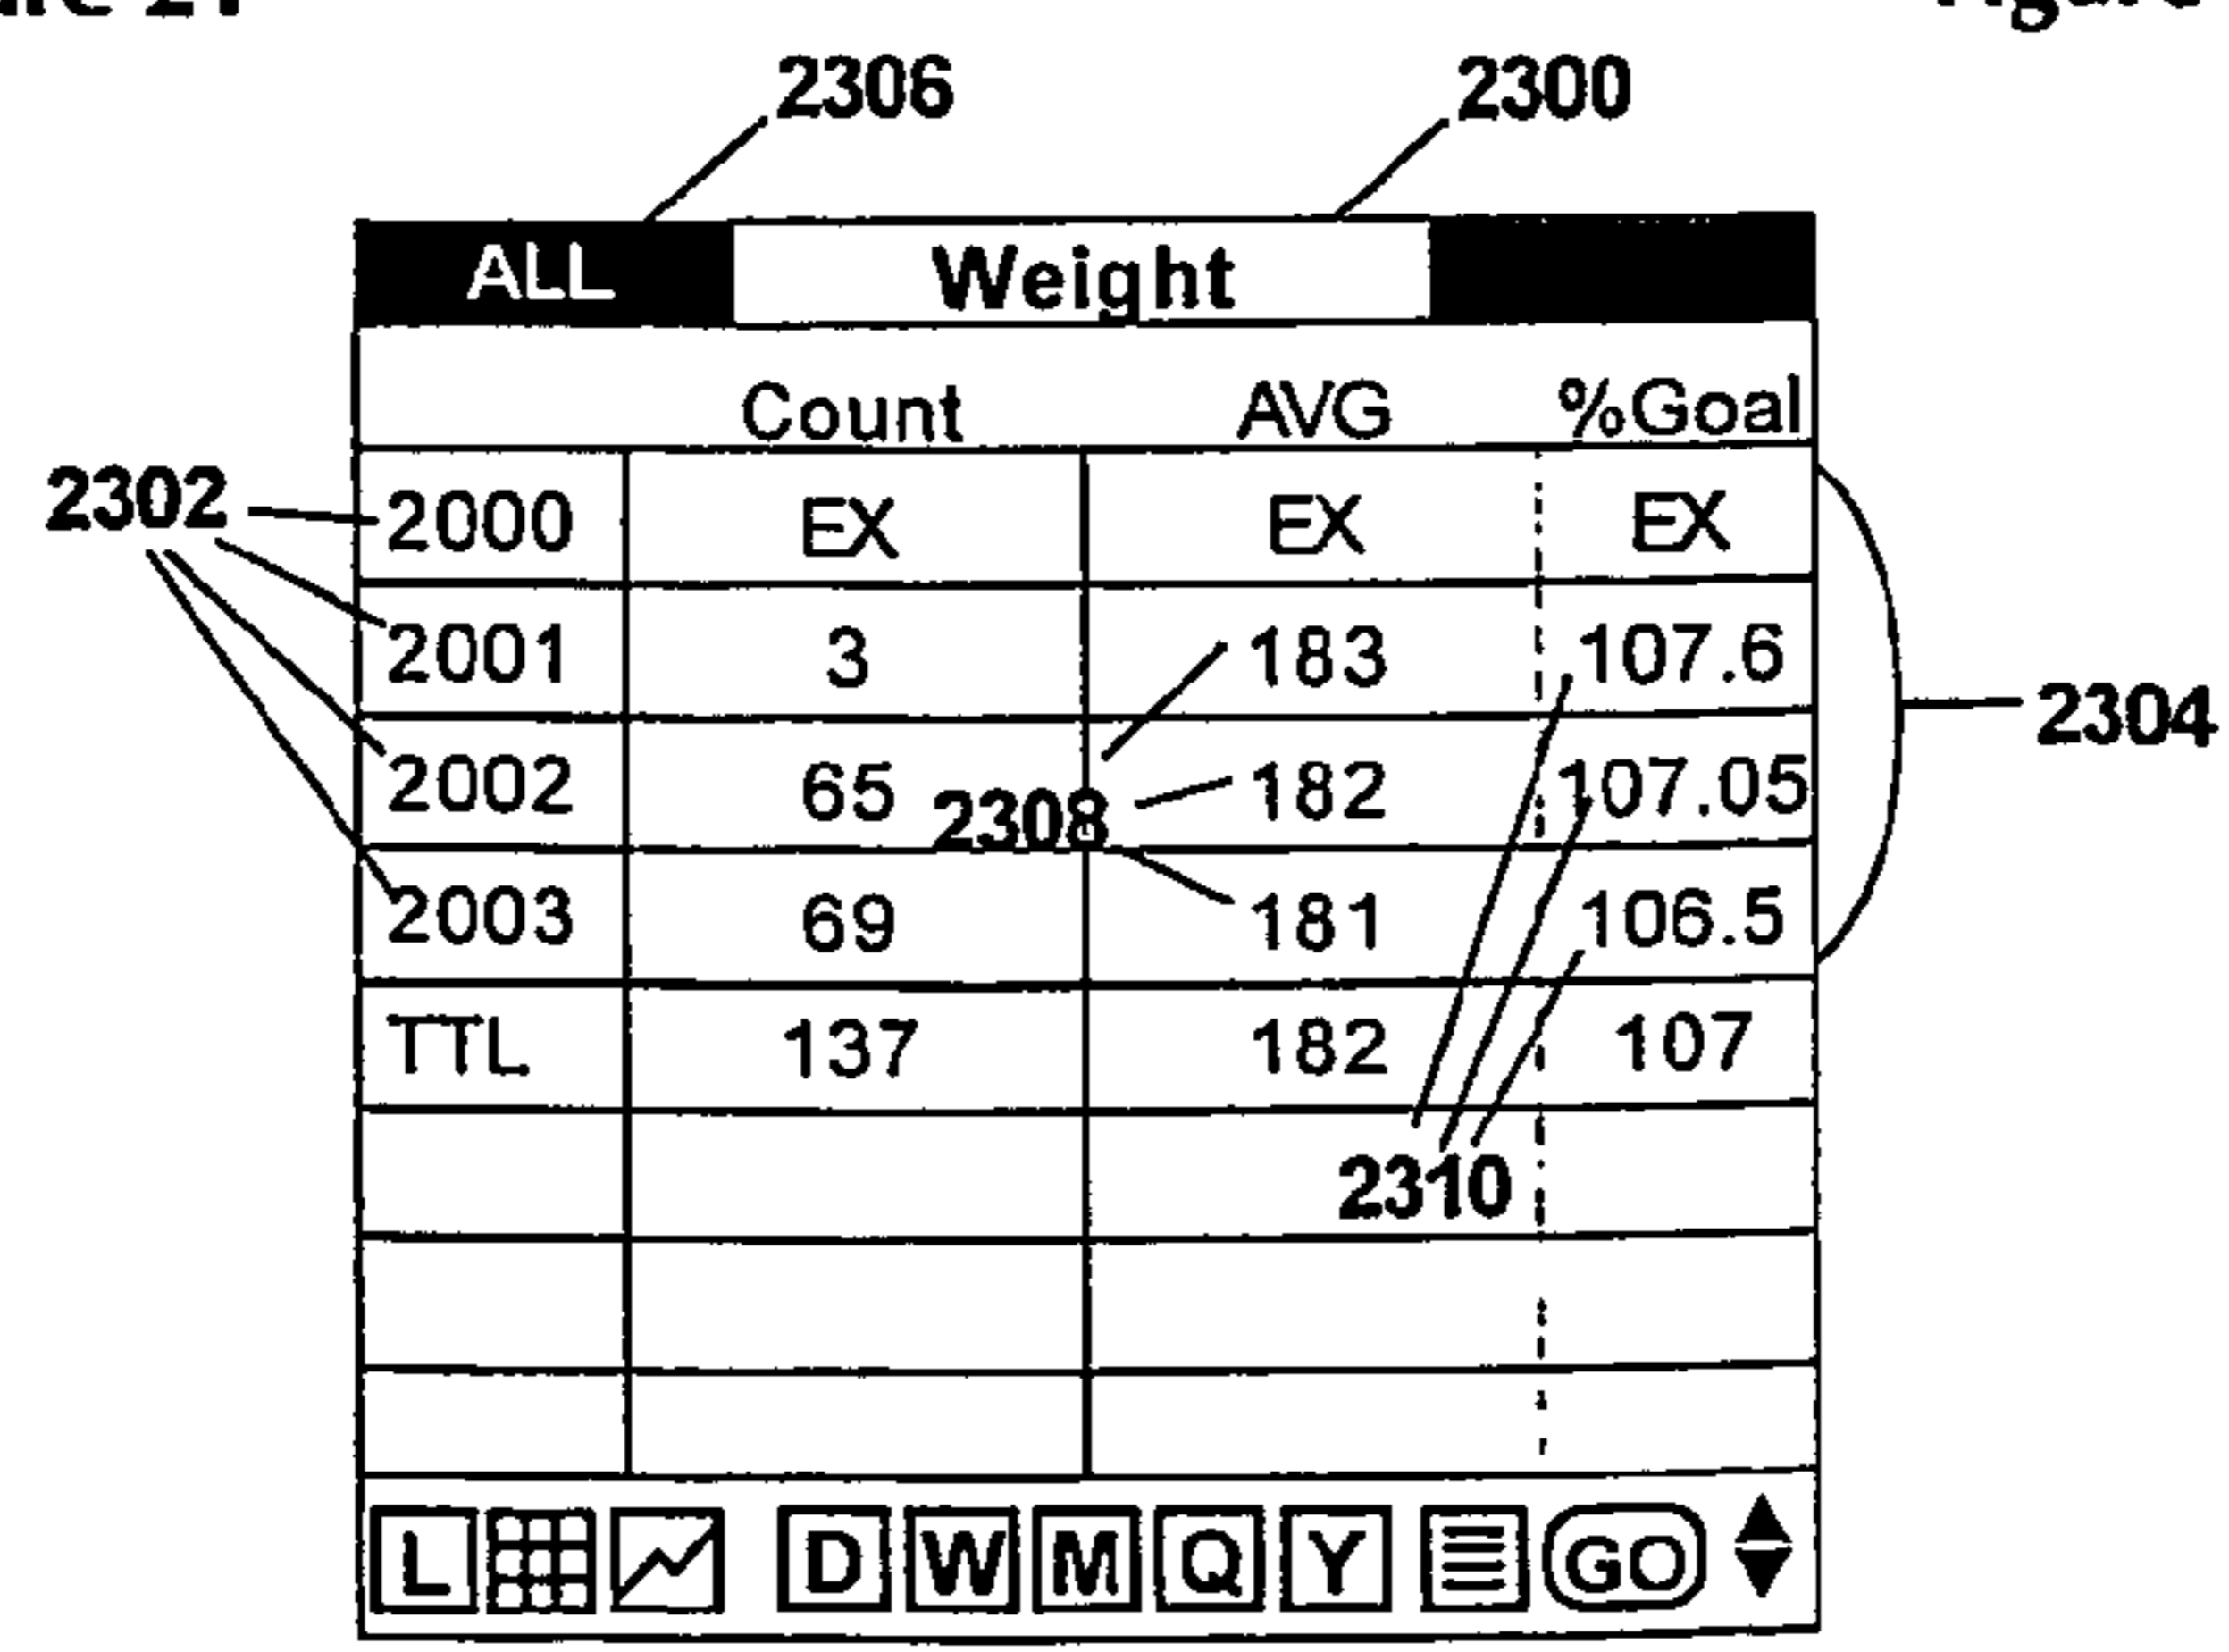 2306 2300
ALL Weight
Count AVG %Goal
2302 2000 EX EX EX
2001 3 183 107.6
2304
2002 65 2308 182 107.05
2003 69 181 106.5
TTL 137 182 107
2310
L D W M Q Y GO